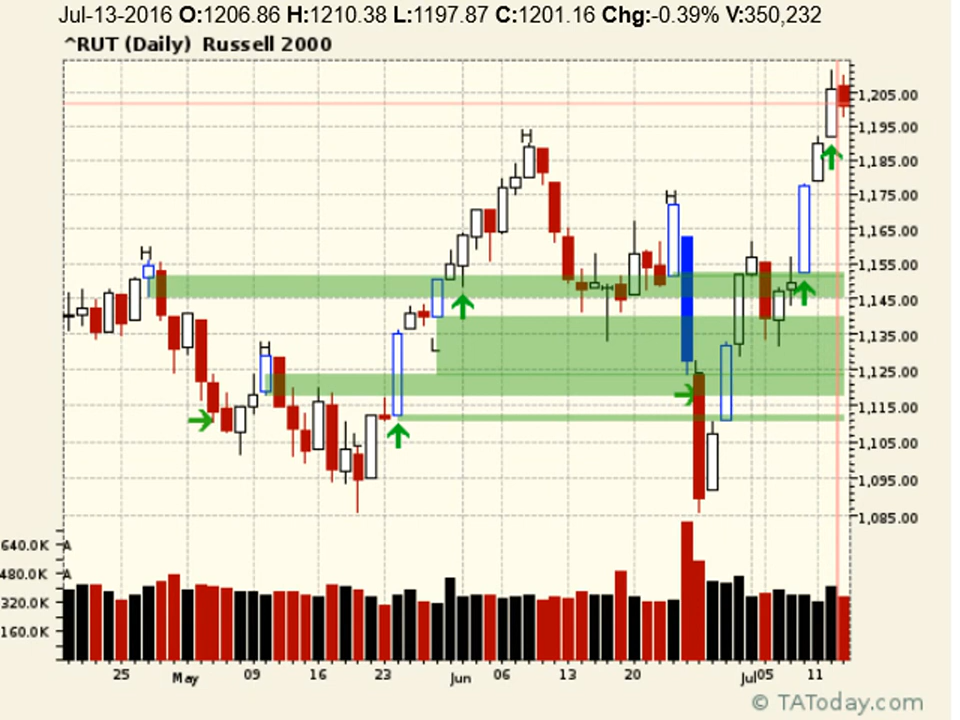 Jul-13-2016 O:1206.86 H:1210.38 L:1197.87 C:1201.16 Chg:-0.39% V:350,232
^RUT (Daily) Russell 2000
1,205.00
1,195.00
1,185.00
1,175.00
1,165.00
1,155.00
1,145.00
1,135.00
1,125.00
1,115.00
1,105.00
1,095.00
1,085.00
H
H
H
H
L
L
640.0K A
480.0K A
320.0K
160.0K
25 May 09 16 23 Jun 06 13 20 Jul 05 11
© TAToday.com